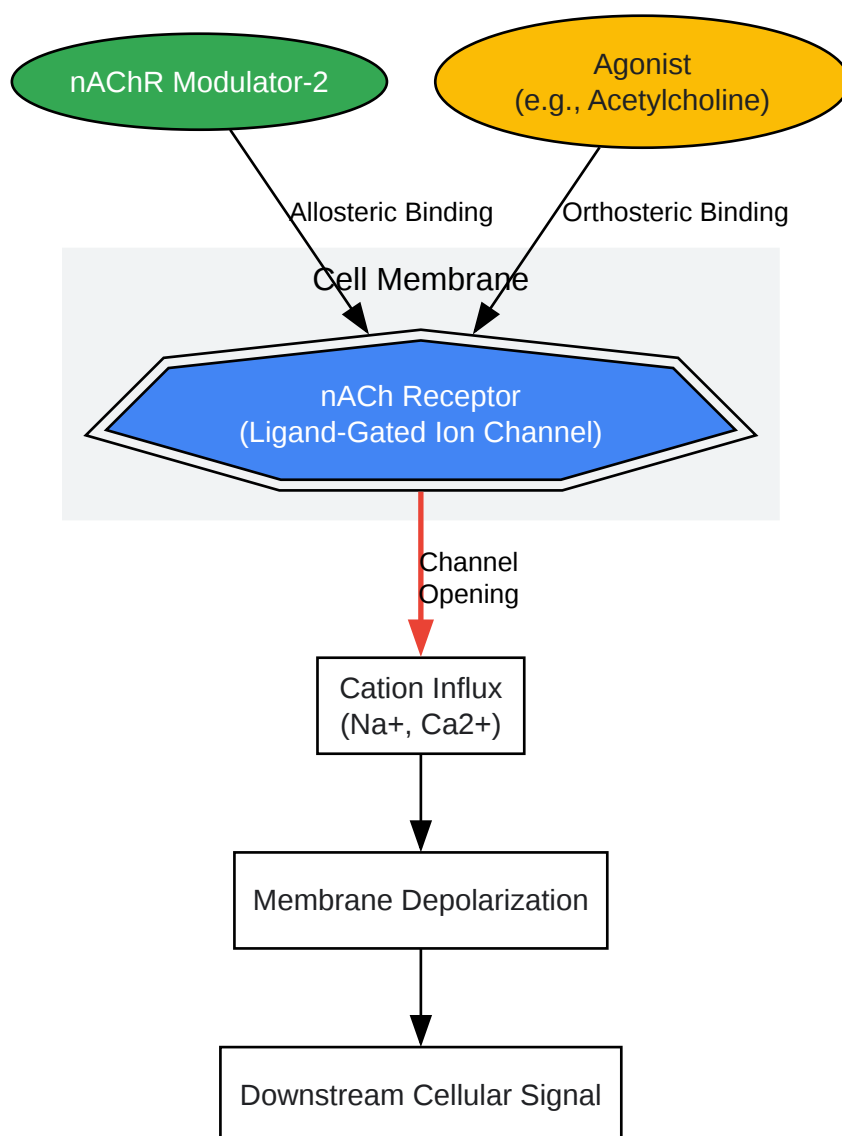 nAChR Modulator-2
Agonist
(e.g., Acetylcholine)
Allosteric Binding
Orthosteric Binding
Cell Membrane
nACh Receptor
(Ligand-Gated Ion Channel)
Channel
Opening
Cation Influx
(Na+, Ca2+)
Membrane Depolarization
Downstream Cellular Signal